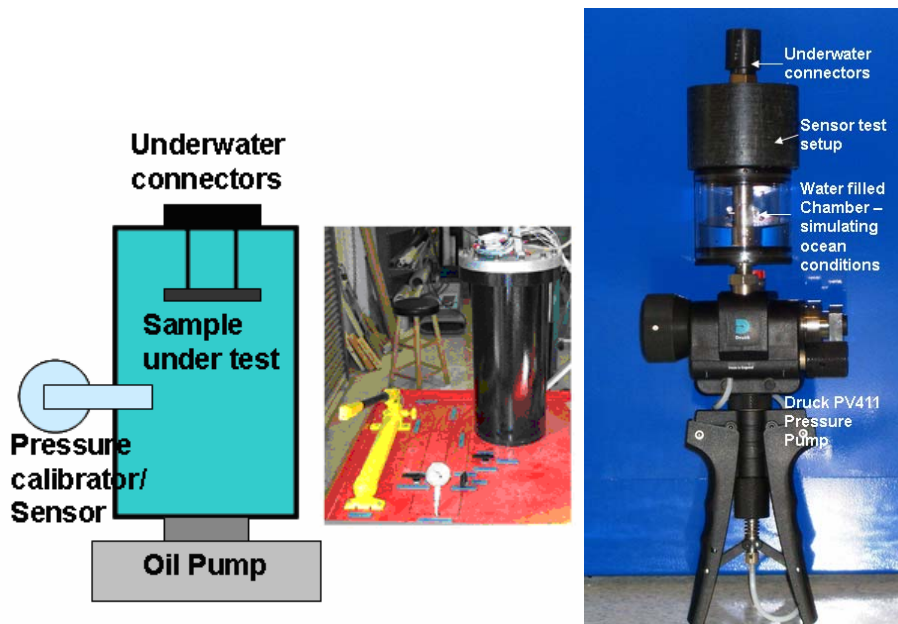 Underwater
connectors
Sample
under test
Pressure
calibrator/
Sensor
Oil Pump
Underwater
connectors
Sensor test
setup
Water filled
Chamber –
simulating
ocean
conditions
Druck
Druck PV411
Pressure
Pump